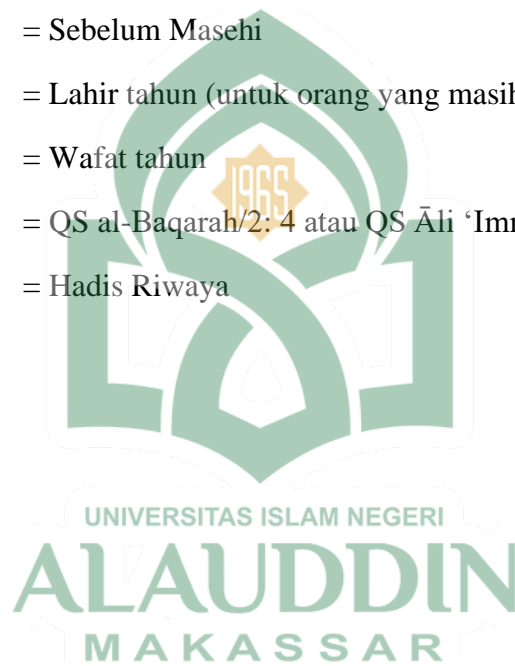 = Sebelum Masehi
= Lahir tahun (untuk orang yang masih
= Wafat tahun
1965
= QS al-Baqarah/2: 4 atau QS Āli ‘Imr
= Hadis Riwaya
UNIVERSITAS ISLAM NEGERI
ALAUDDIN
MAKASSAR